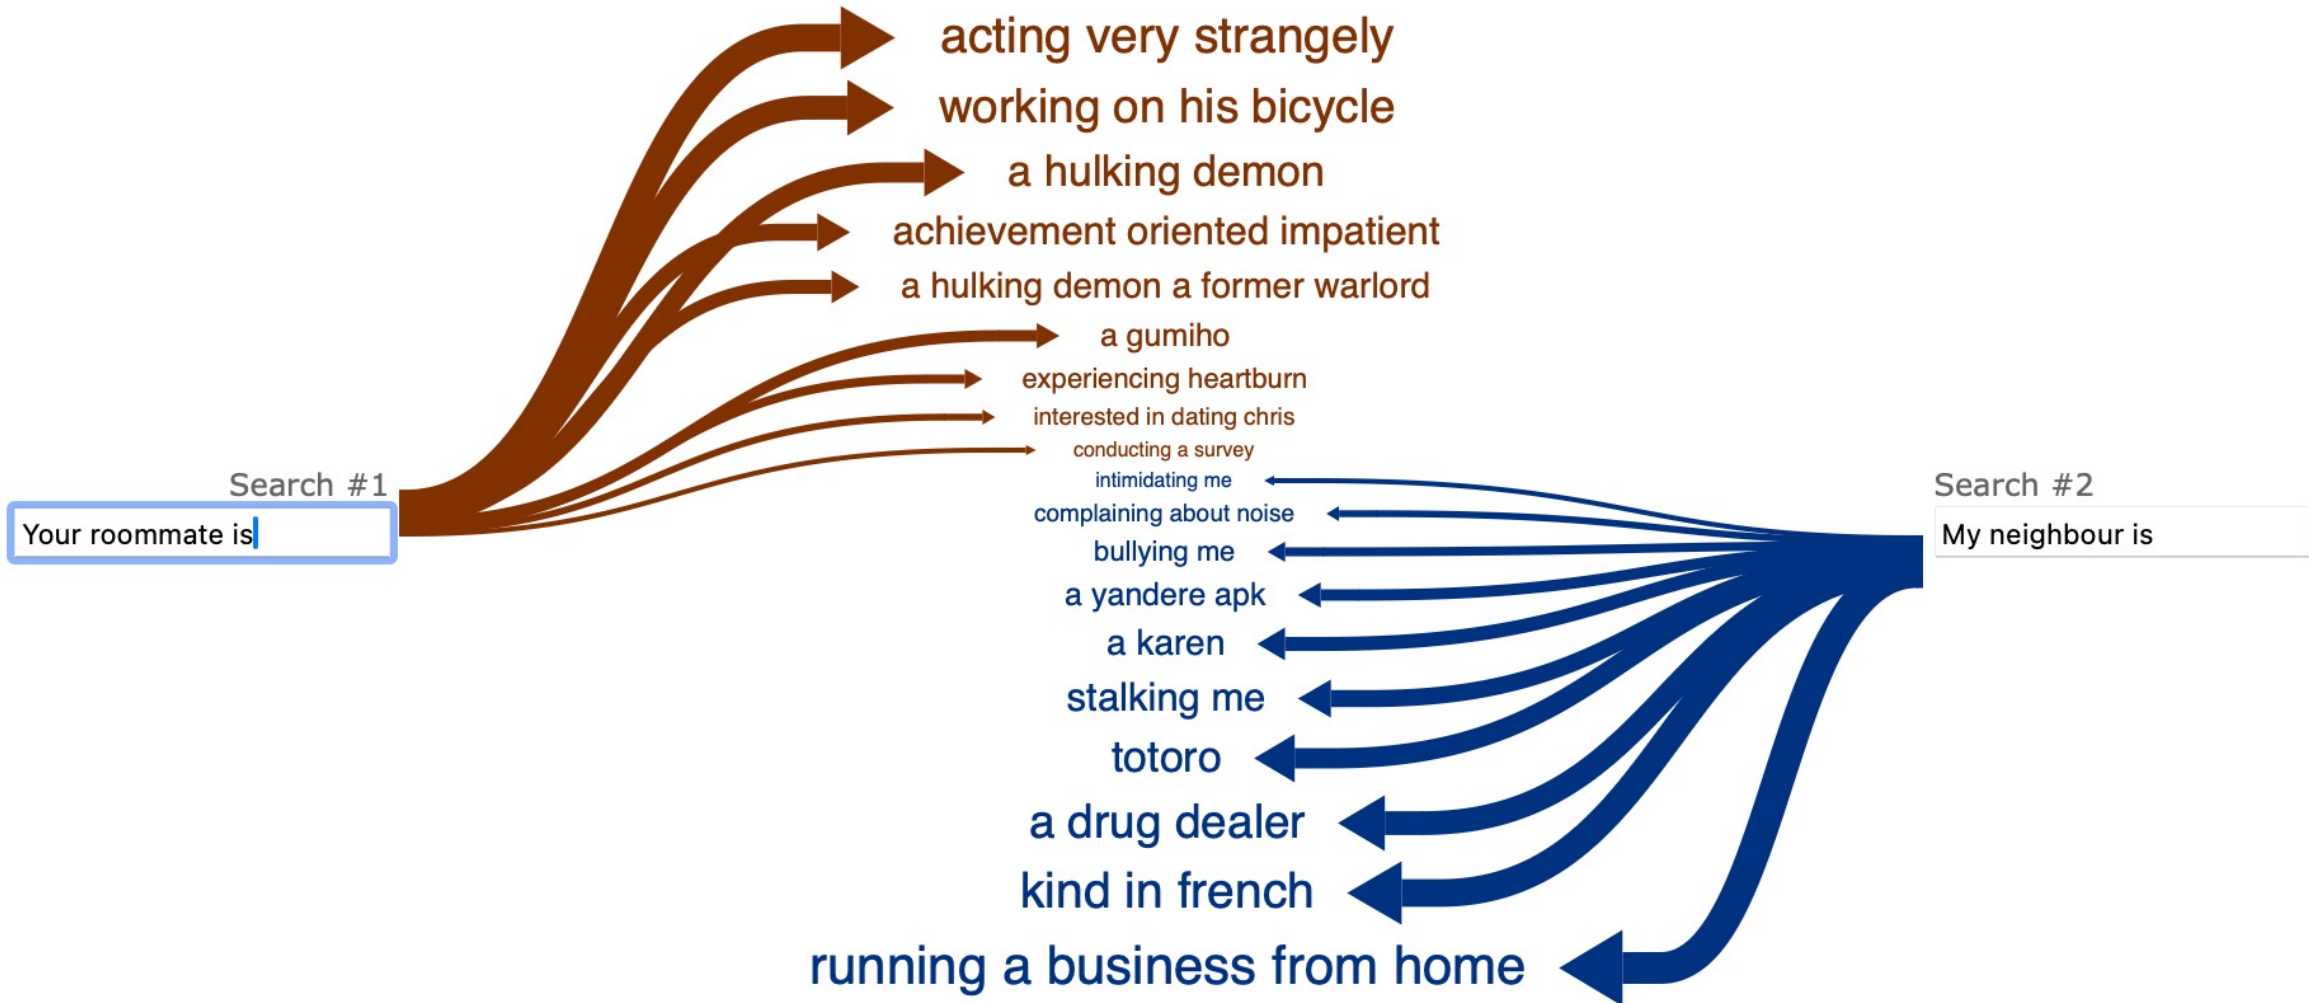 acting very strangely
working on his bicycle
a hulking demon
achievement oriented impatient
a hulking demon a former warlord
a gumiho
experiencing heartburn
interested in dating chris
conducting a survey
Search #1
Your roommate is
intimidating me
complaining about noise
bullying me
a yandere apk
a karen
stalking me
totoro
a drug dealer
kind in french
running a business from home
Search #2
My neighbour is